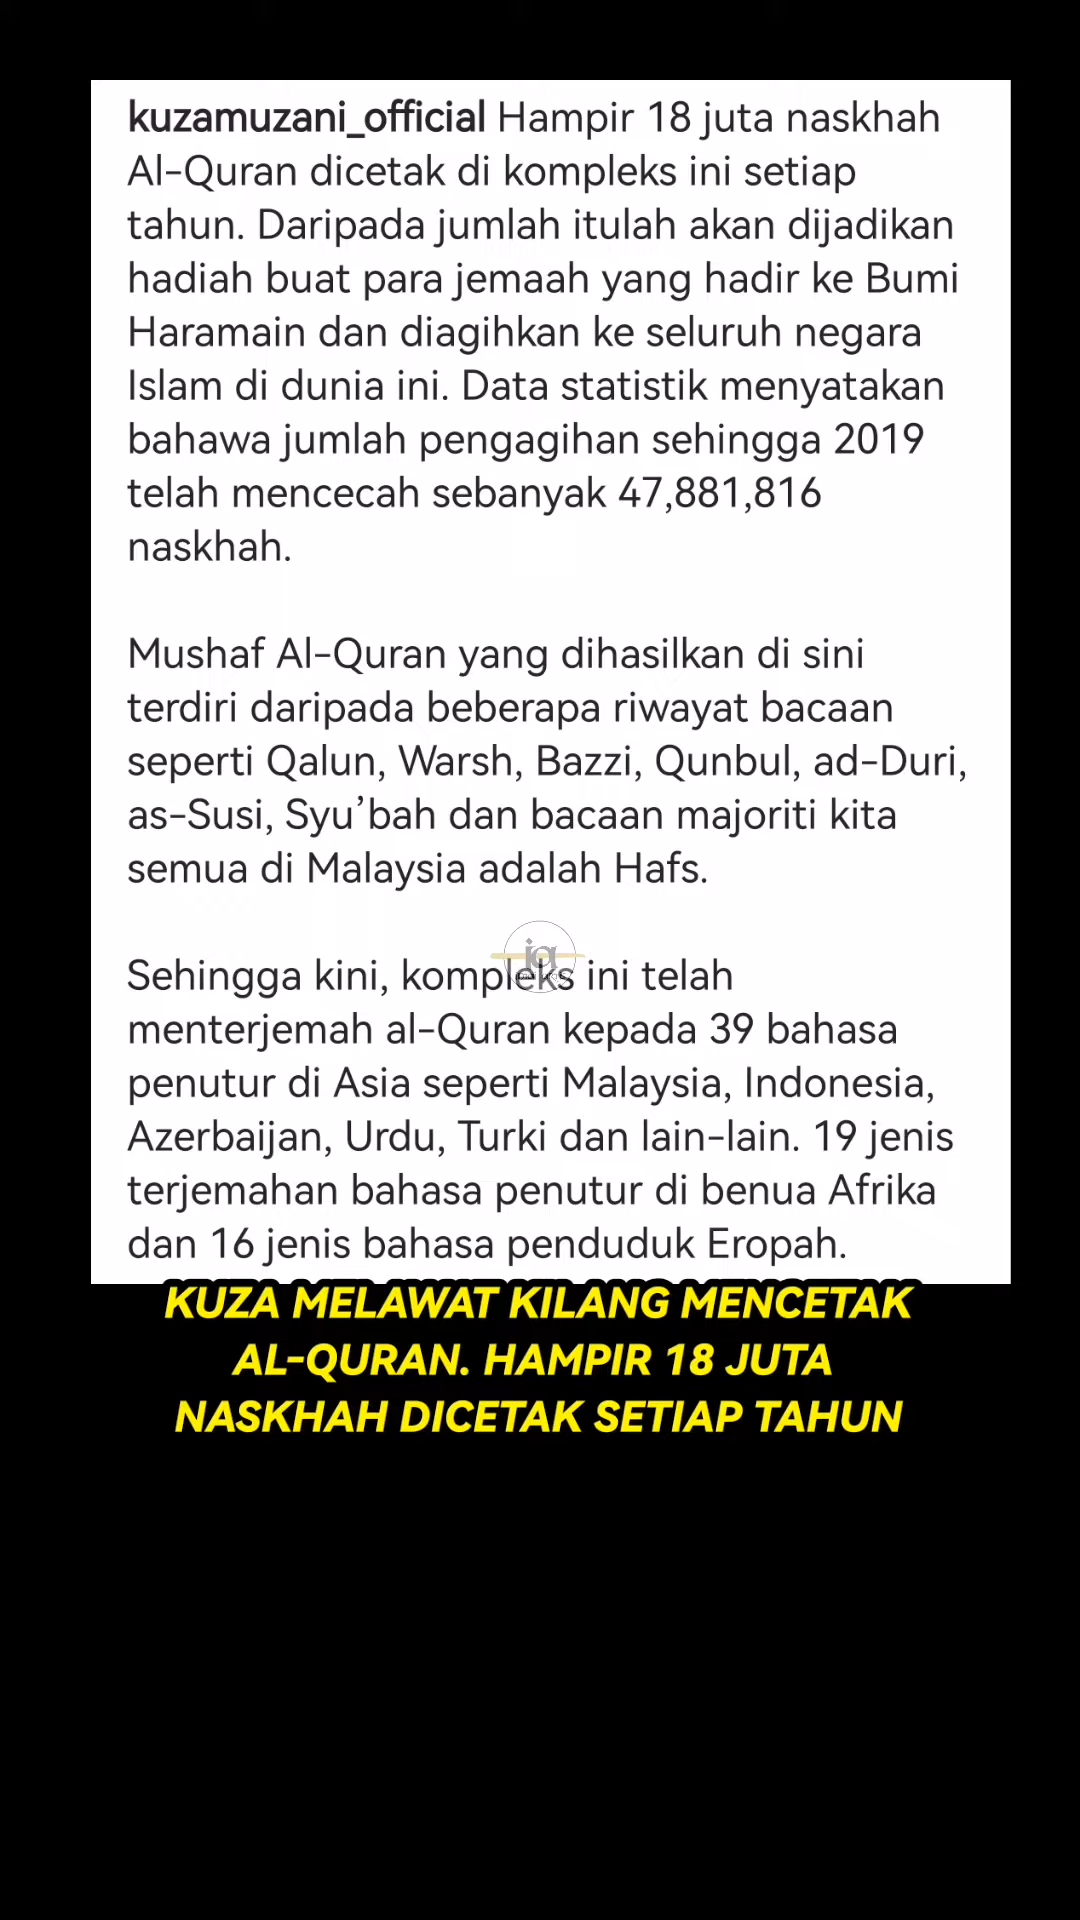 kuzamuzani_official Hampir 18 juta naskhah
Al-Quran dicetak di kompleks ini setiap
tahun. Daripada jumlah itulah akan dijadikan
hadiah buat para jemaah yang hadir ke Bumi
Haramain dan diagihkan ke seluruh negara
Islam di dunia ini. Data statistik menyatakan
bahawa jumlah pengagihan sehingga 2019
telah mencecah sebanyak 47,881,816
naskhah.
Mushaf Al-Quran yang dihasilkan di sini
terdiri daripada beberapa riwayat bacaan
seperti Qalun, Warsh, Bazzi, Qunbul, ad-Duri,
as-Susi, Syu’bah dan bacaan majoriti kita
semua di Malaysia adalah Hafs.
Sehingga kini, kompleks ini telah
menterjemah al-Quran kepada 39 bahasa
penutur di Asia seperti Malaysia, Indonesia,
Azerbaijan, Urdu, Turki dan lain-lain. 19 jenis
terjemahan bahasa penutur di benua Afrika
dan 16 jenis bahasa penduduk Eropah.
KUZA MELAWAT KILANG MENCETAK
AL-QURAN. HAMPIR 18 JUTA
NASKHAH DICETAK SETIAP TAHUN